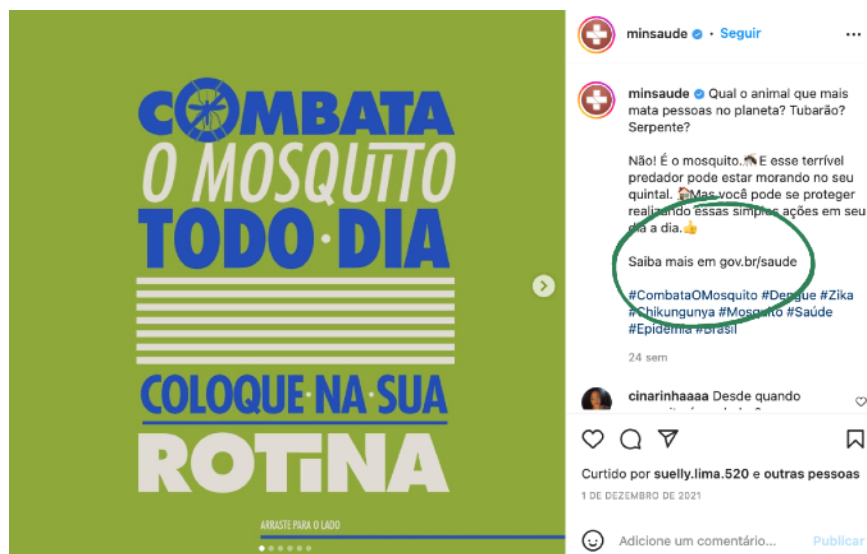 COMBATA
O MOSQUITO
TODO·DIA
COLOQUE·NA·SUA
ROTINA
ARRASTE PARA O LADO
minsaude • Seguir
minsaude Qual o animal que mais
mata pessoas no planeta? Tubarão?
Serpente?
Não! É o mosquito.🦟E esse terrível
predador pode estar morando no seu
quintal. 🏠Mas você pode se proteger
realizando essas simples ações em seu
dia a dia.👍
Saiba mais em gov.br/saude
#CombataOMosquito #Dengue #Zika
#Chikungunya #Mosquito #Saúde
#Epidemia #Brasil
24 sem
cinarinhaaaa Desde quando
Curtido por suelly.lima.520 e outras pessoas
1 DE DEZEMBRO DE 2021
Adicione um comentário... Publicar